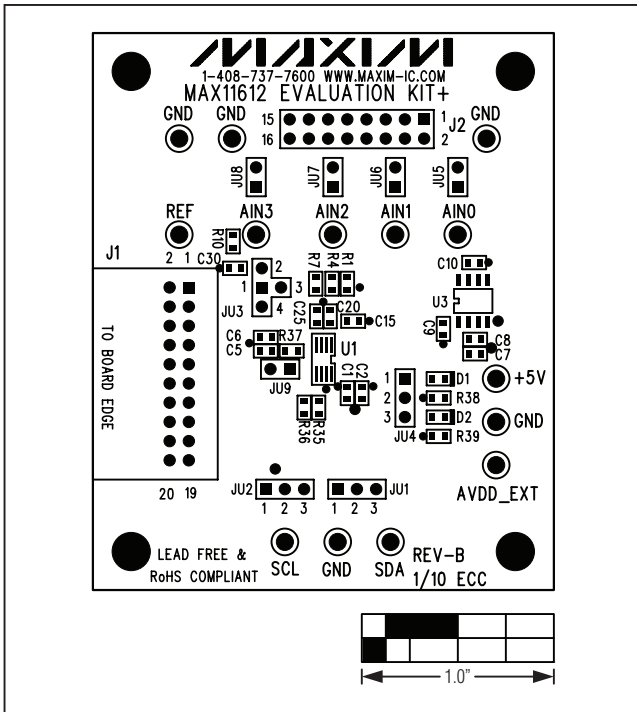 MAXIM
1-408-737-7600 WWW.MAXIM-IC.COM
MAX11612 EVALUATION KIT+
GND GND 15 1 J2 GND
16 2
JU8 JU7 JU6 JU5
REF AIN3 AIN2 AIN1 AIN0
J1 2 1 R10
C30 2 R7 R4 R1 C10
1 3 U3
JU3 4 C25 C20 C15 C9
TO BOARD EDGE
C6 R37 U1 C8
C5 C7
JU9 C1 C2 1 D1 +5V
2 R38
R36 R35 3 D2 GND
JU4 R39
20 19 JU2 JU1 AVDD_EXT
1 2 3 1 2 3
LEAD FREE &
RoHS COMPLIANT
SCL GND SDA
REV-B
1/10 ECC
1.0"